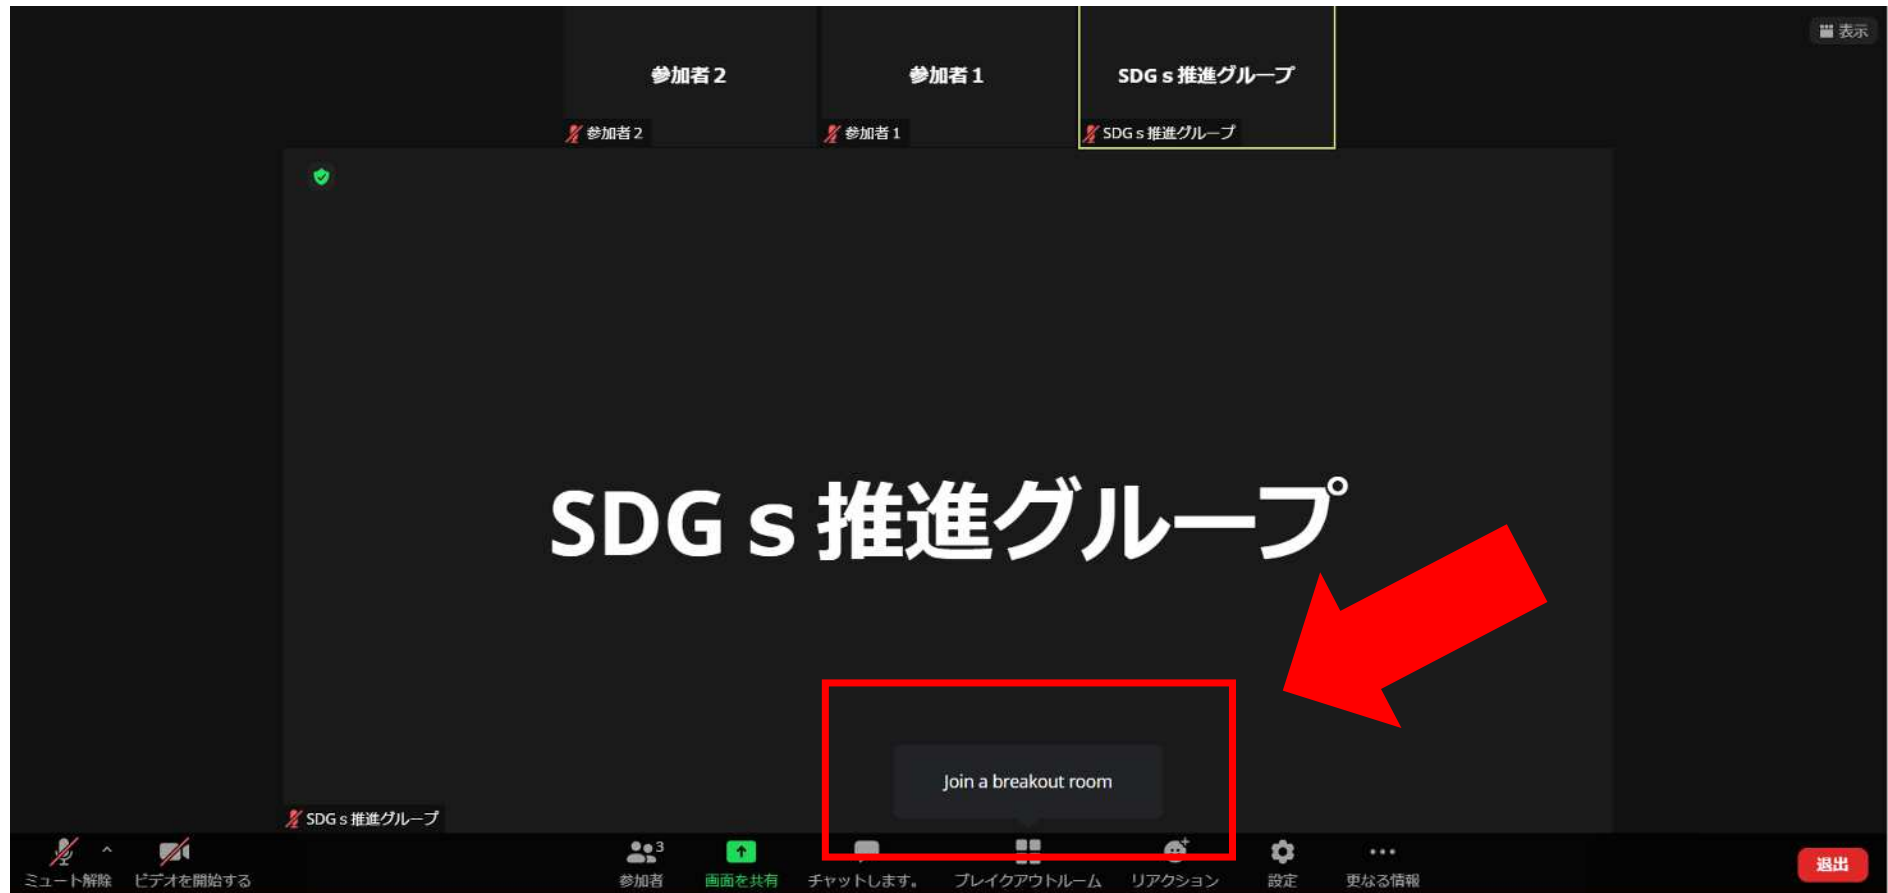 表示
参加者２
参加者１
SDGｓ推進グループ
参加者２
参加者１
SDGｓ推進グループ
SDGｓ推進グループ
Join a breakout room
SDGｓ推進グループ
ミュート解除
ビデオを開始する
3
参加者
画面を共有
チャットします。
ブレイクアウトルーム
リアクション
設定
更なる情報
退出